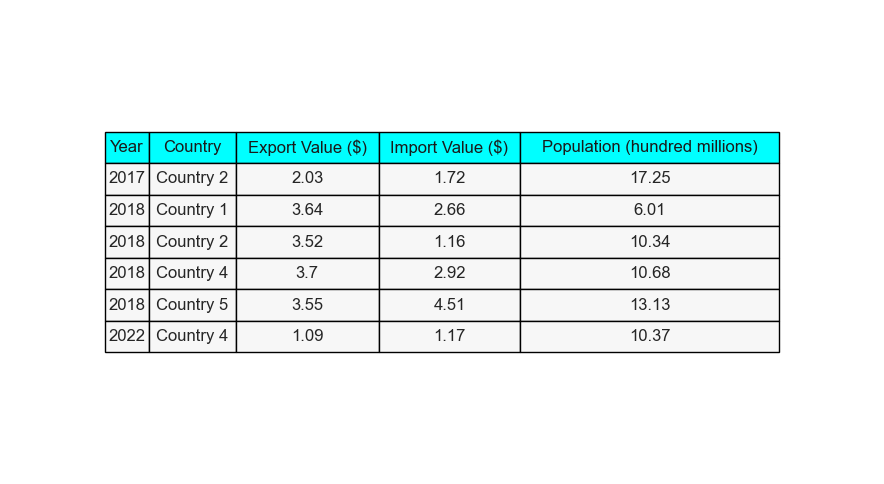 Year Country Export Value ($) Import Value ($) Population (hundred millions)
2017 Country 2 2.03 1.72 17.25
2018 Country 1 3.64 2.66 6.01
2018 Country 2 3.52 1.16 10.34
2018 Country 4 3.7 2.92 10.68
2018 Country 5 3.55 4.51 13.13
2022 Country 4 1.09 1.17 10.37